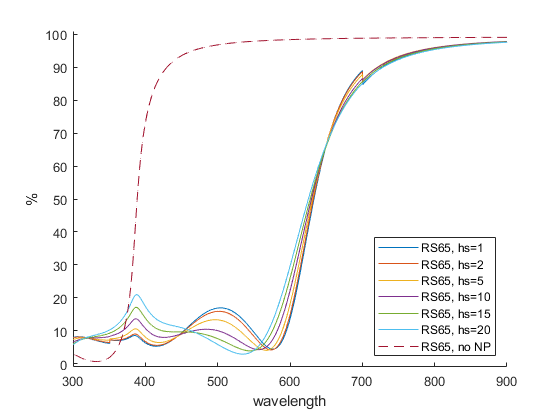 100
90
80
70
60
50
40
30
20
10
0
%
300 400 500 600 700 800 900
wavelength
RS65, hs=1
RS65, hs=2
RS65, hs=5
RS65, hs=10
RS65, hs=15
RS65, hs=20
RS65, no NP